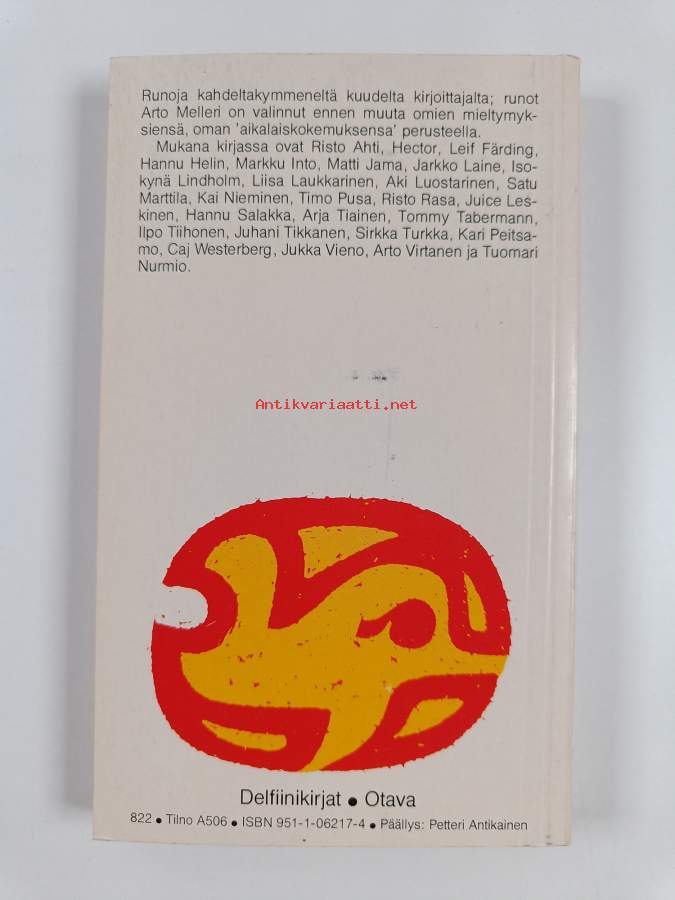 Runoja kahdeltakymmeneltä kuudelta kirjoittajalta; runot
Arto Melleri on valinnut ennen muuta omien mieltymyk-
siensä, oman 'aikalaiskokemuksensa' perusteella.
Mukana kirjassa ovat Risto Ahti, Hector, Leif Färding,
Hannu Helin, Markku Into, Matti Jama, Jarkko Laine, Iso-
kynä Lindholm, Liisa Laukkarinen, Aki Luostarinen, Satu
Marttila, Kai Nieminen, Timo Pusa, Risto Rasa, Juice Les-
kinen, Hannu Salakka, Arja Tiainen, Tommy Tabermann,
Ilpo Tiihonen, Juhani Tikkanen, Sirkka Turkka, Kari Peitsa-
mo, Caj Westerberg, Jukka Vieno, Arto Virtanen ja Tuomari
Nurmio.
Antikvariaatti.net
Delfiinikirjat • Otava
822 • Tilno A506 • ISBN 951-1-06217-4 • Päällys: Petteri Antikainen